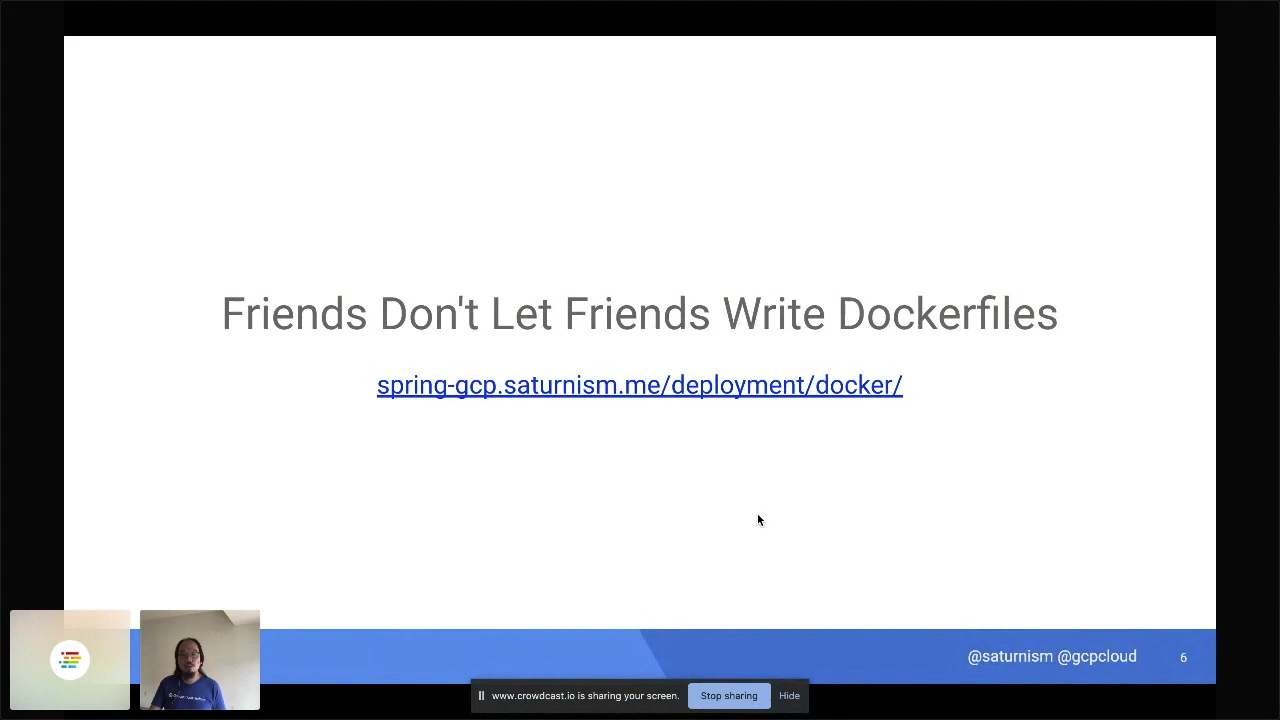 Friends Don't Let Friends Write Dockerfiles
spring-gcp.saturnism.me/deployment/docker/
@saturnism @gcpcloud 6
www.crowdcast.io is sharing your screen. Stop sharing Hide